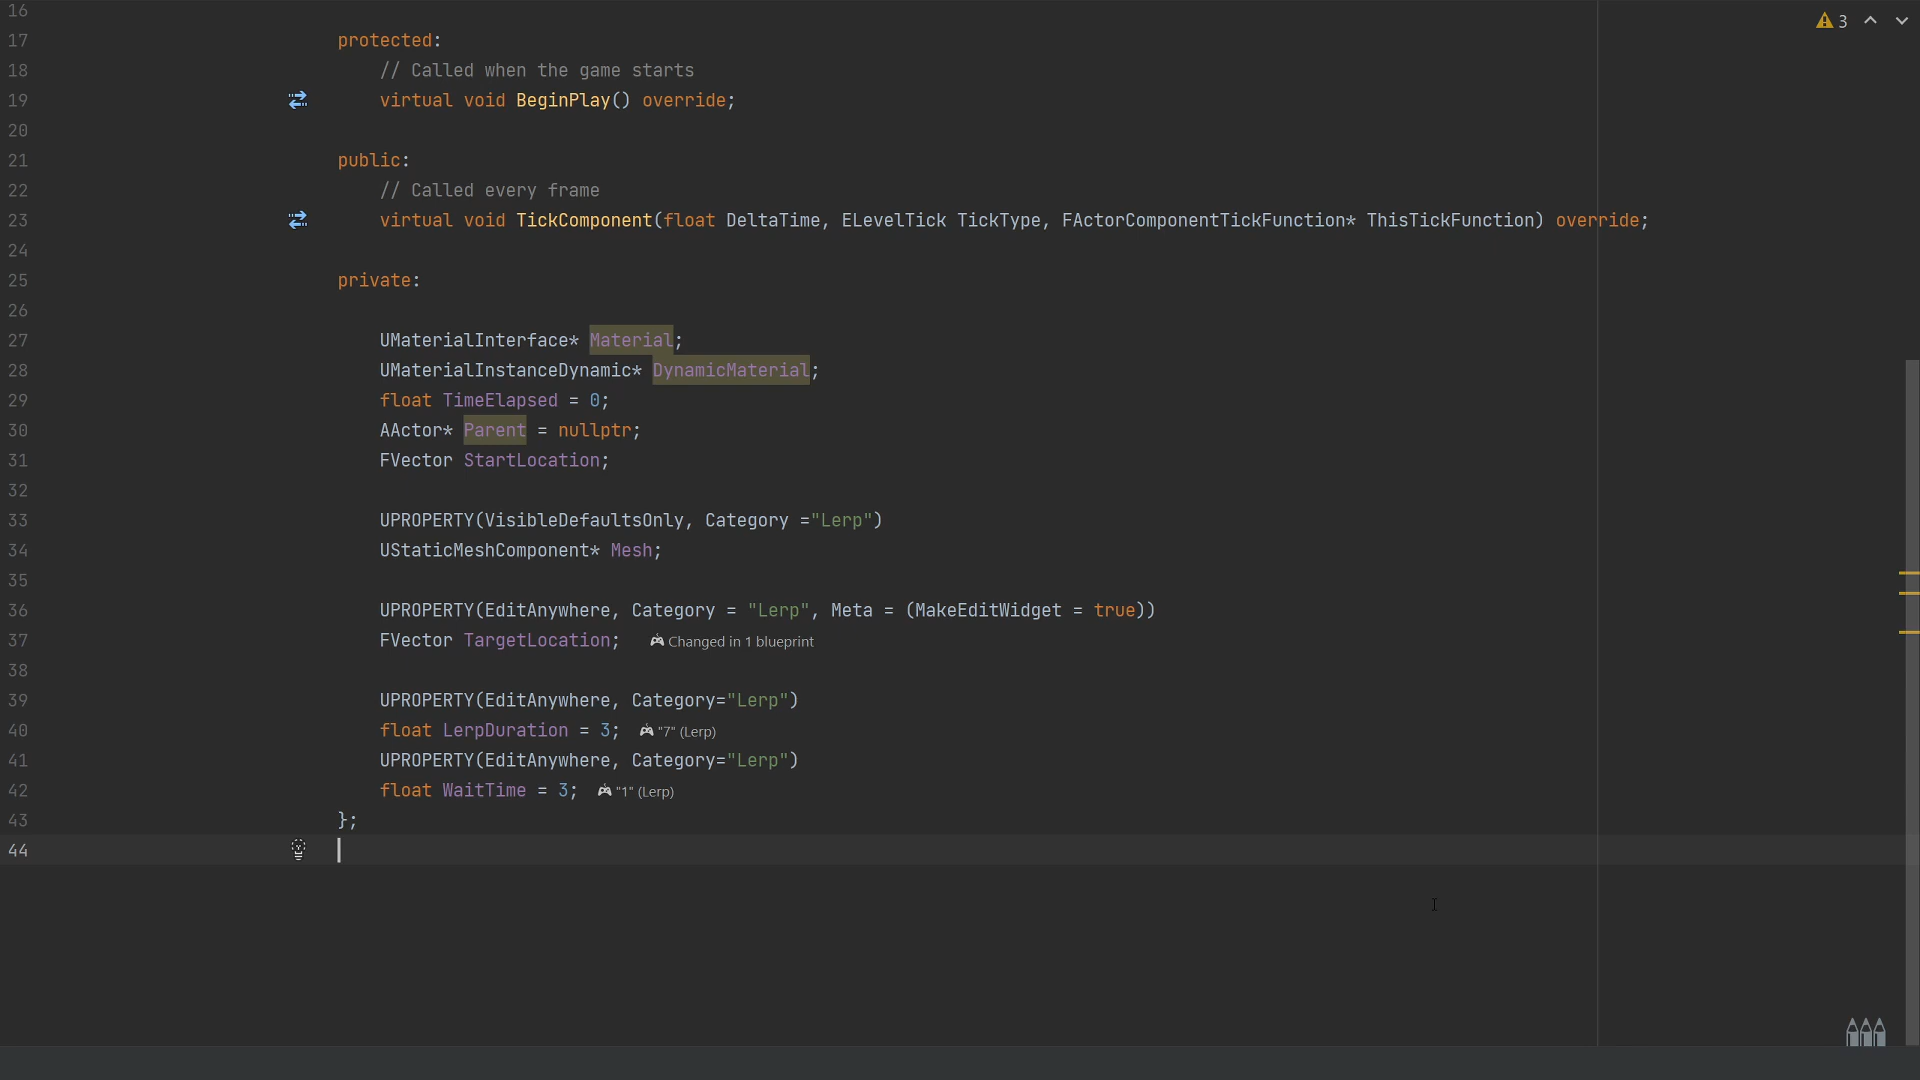 16
17 protected:
18 // Called when the game starts
19 virtual void BeginPlay() override;
20
21 public:
22 // Called every frame
23 virtual void TickComponent(float DeltaTime, ELevelTick TickType, FActorComponentTickFunction* ThisTickFunction) override;
24
25 private:
26
27 UMaterialInterface* Material;
28 UMaterialInstanceDynamic* DynamicMaterial;
29 float TimeElapsed = 0;
30 AActor* Parent = nullptr;
31 FVector StartLocation;
32
33 UPROPERTY(VisibleDefaultsOnly, Category ="Lerp")
34 UStaticMeshComponent* Mesh;
35
36 UPROPERTY(EditAnywhere, Category = "Lerp", Meta = (MakeEditWidget = true))
37 FVector TargetLocation; Changed in 1 blueprint
38
39 UPROPERTY(EditAnywhere, Category="Lerp")
40 float LerpDuration = 3; "7" (Lerp)
41 UPROPERTY(EditAnywhere, Category="Lerp")
42 float WaitTime = 3; "1" (Lerp)
43 };
44
3